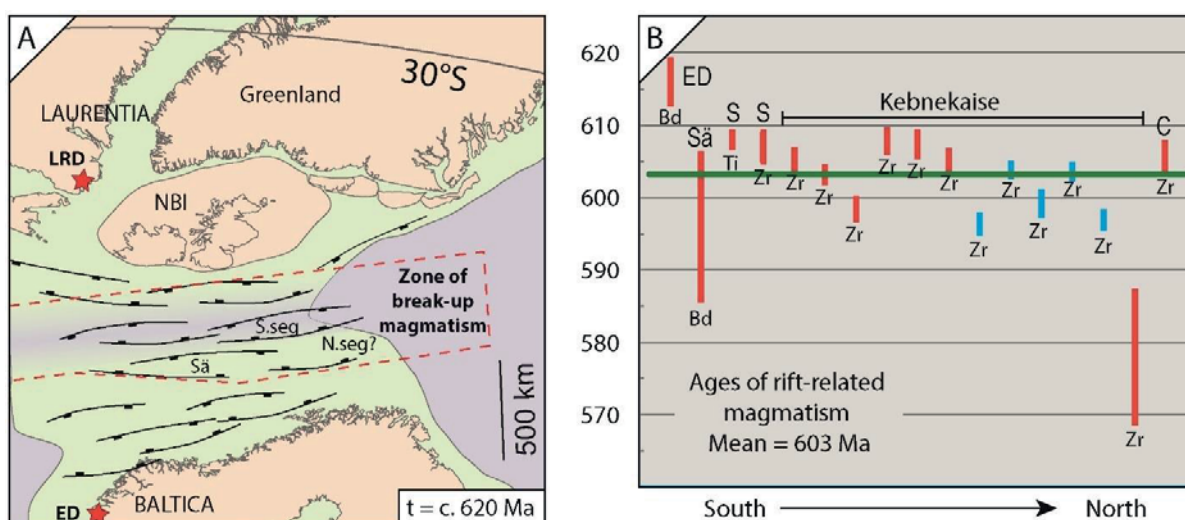 A
30°S
Greenland
LAURENTIA
LRD
NBI
Zone of
break-up
magmatism
S.seg
N.seg?
Sä
500 km
ED
BALTICA
t = c. 620 Ma
B
620
610
600
590
580
570
ED
Bd
Sä
Bd
S
Ti
S
Zr
Kebnekaise
Zr
Zr
Zr
Zr
Zr
Zr
Zr
Zr
Zr
Zr
Zr
C
Zr
Zr
Ages of rift-related
magmatism
Mean = 603 Ma
South
North